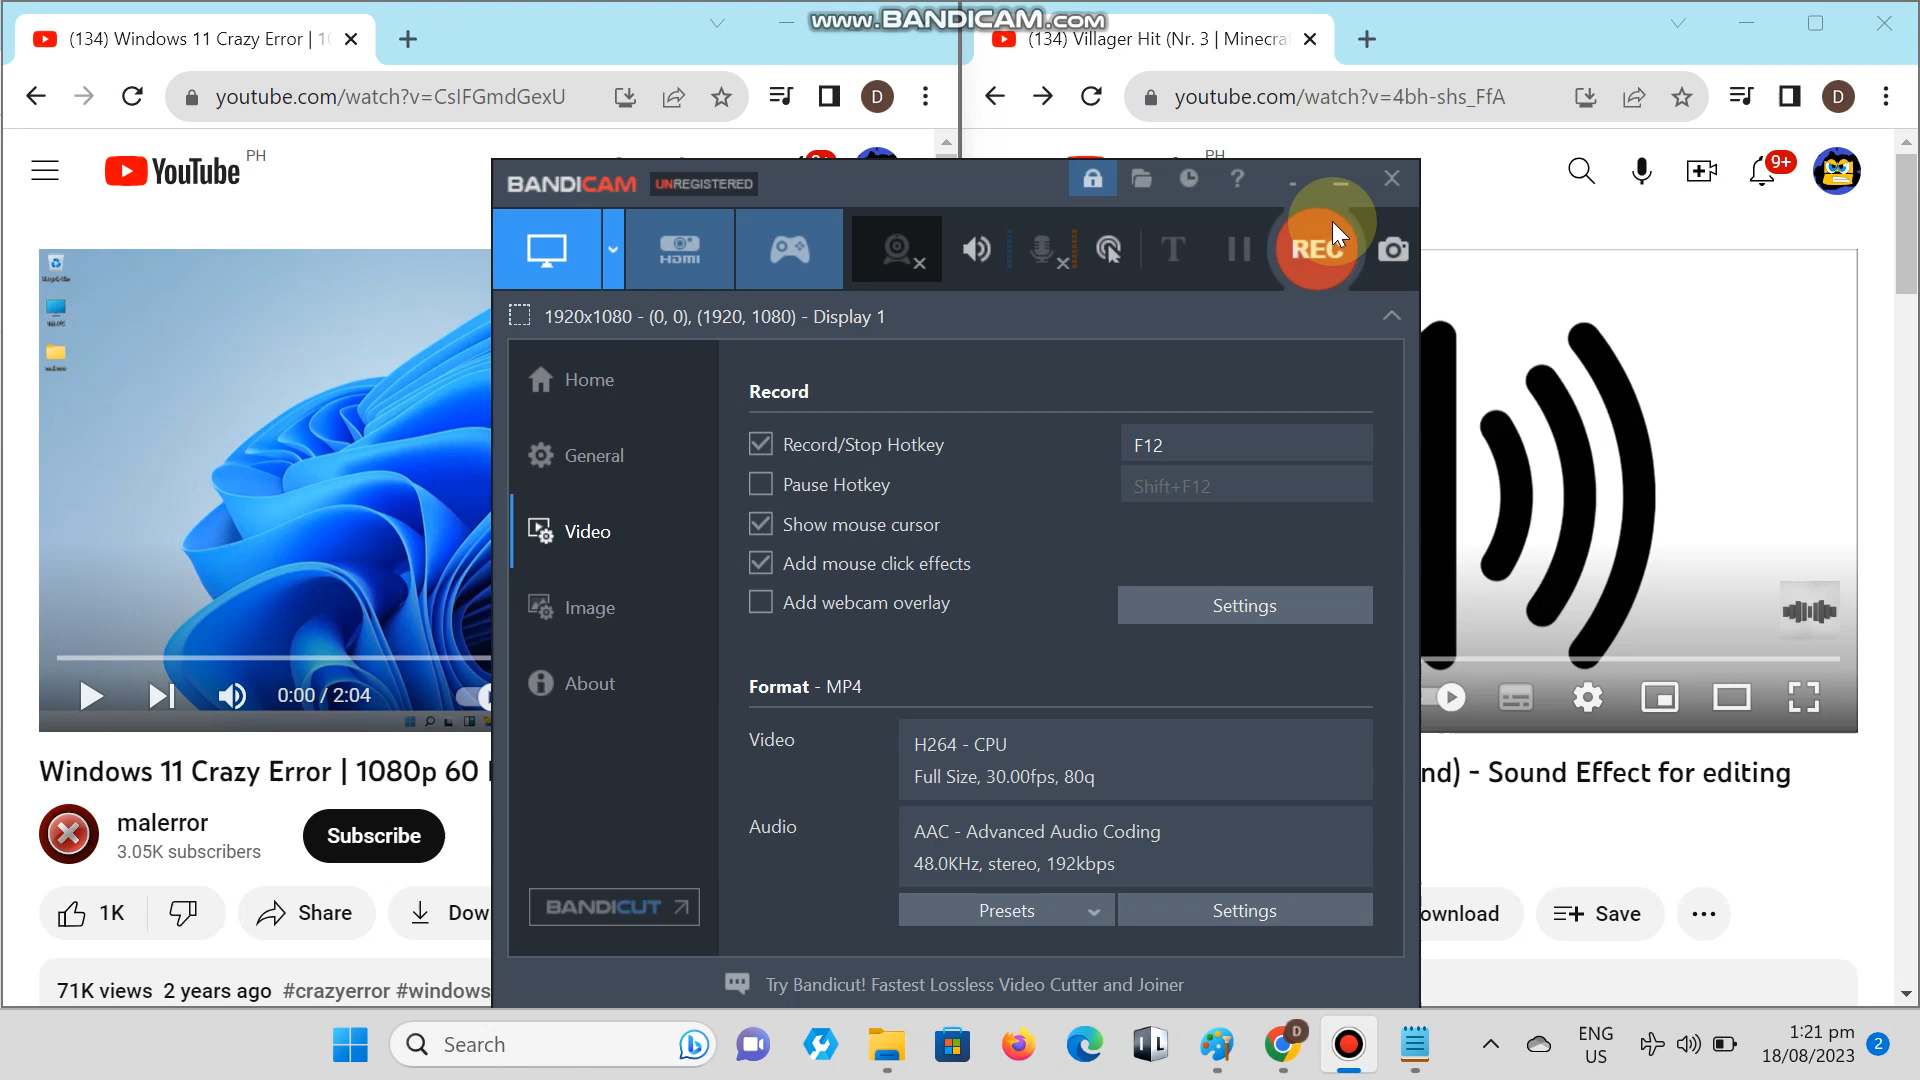 www.BANDICAM.com
(134) Windows 11 Crazy Error | 10
(134) Villager Hit (Nr. 3 | Minecra
youtube.com/watch?v=CsIFGmdGexU
D
youtube.com/watch?v=4bh-shs_FfA
D
YouTube PH
PH
9+
BANDICAM UNREGISTERED
?
HDMI
T
REC
1920x1080 - (0, 0), (1920, 1080) - Display 1
Home
General
Video
Image
About
BANDICUT
Record
Record/Stop Hotkey
F12
Pause Hotkey
Shift+F12
Show mouse cursor
Add mouse click effects
Add webcam overlay
Settings
Format - MP4
Video
H264 - CPU
Full Size, 30.00fps, 80q
Audio
AAC - Advanced Audio Coding
48.0KHz, stereo, 192kbps
Presets
Settings
Try Bandicut! Fastest Lossless Video Cutter and Joiner
0:00 / 2:04
Windows 11 Crazy Error | 1080p 60
malerror
3.05K subscribers
Subscribe
1K
Share
Dow
71K views 2 years ago #crazyerror #windows
nd) - Sound Effect for editing
ownload
Save
Search
D
ENG
US
1:21 pm
18/08/2023
2